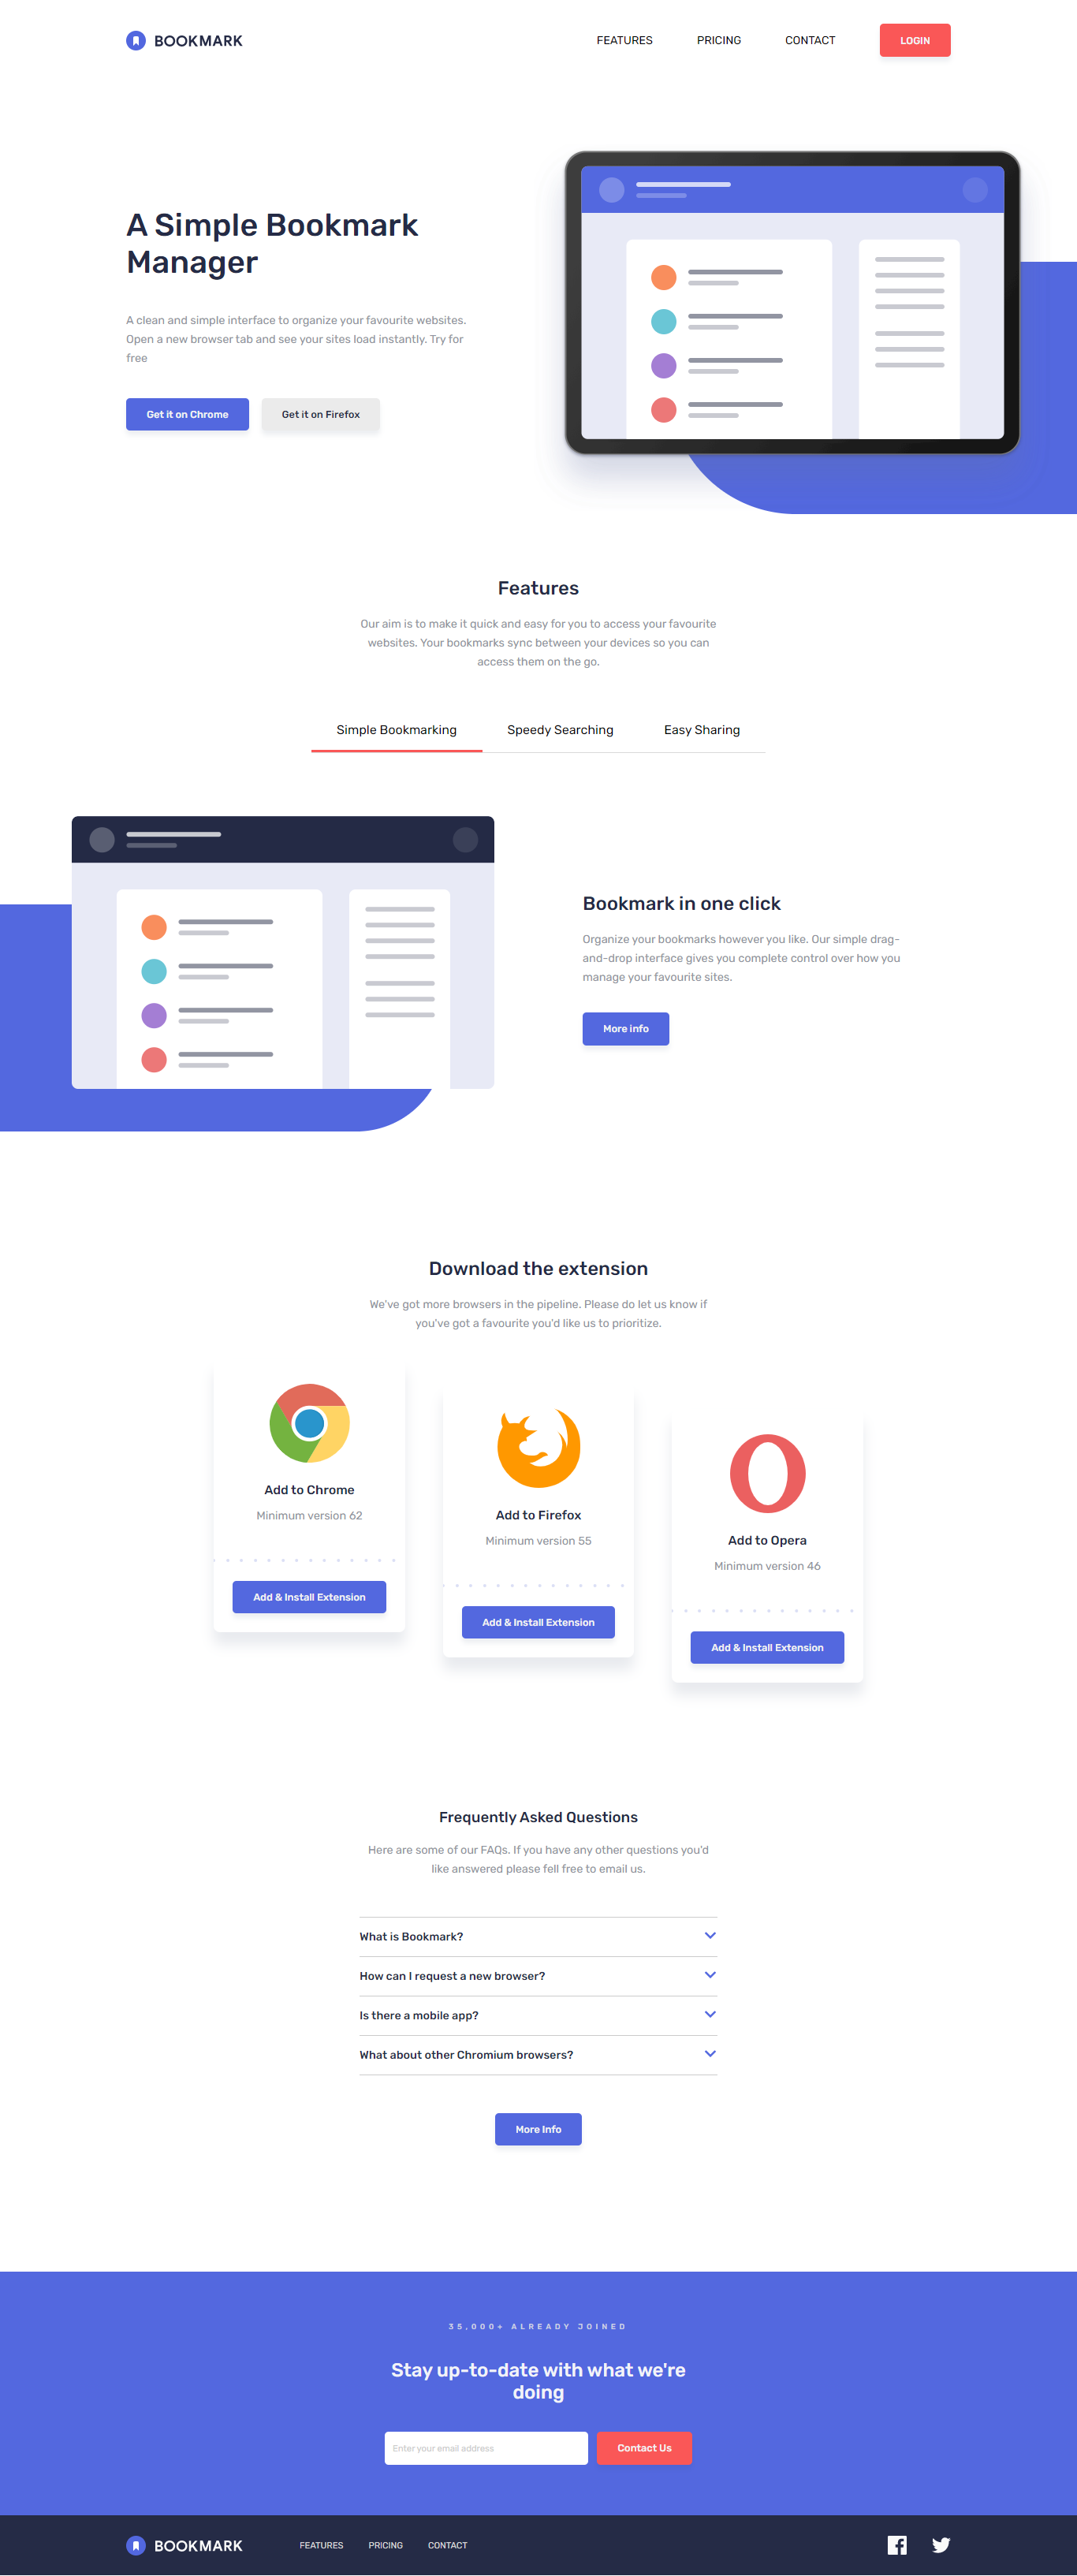 BOOKMARK
FEATURES
PRICING
CONTACT
LOGIN
A Simple Bookmark
Manager
A clean and simple interface to organize your favourite websites.
Open a new browser tab and see your sites load instantly. Try for
free
Get it on Chrome
Get it on Firefox
Features
Our aim is to make it quick and easy for you to access your favourite
websites. Your bookmarks sync between your devices so you can
access them on the go.
Simple Bookmarking
Speedy Searching
Easy Sharing
Bookmark in one click
Organize your bookmarks however you like. Our simple drag-
and-drop interface gives you complete control over how you
manage your favourite sites.
More info
Download the extension
We've got more browsers in the pipeline. Please do let us know if
you've got a favourite you'd like us to prioritize.
Add to Chrome
Minimum version 62
Add & Install Extension
Add to Firefox
Minimum version 55
Add & Install Extension
Add to Opera
Minimum version 46
Add & Install Extension
Frequently Asked Questions
Here are some of our FAQs. If you have any other questions you'd
like answered please fell free to email us.
What is Bookmark?
How can I request a new browser?
Is there a mobile app?
What about other Chromium browsers?
More Info
35,000+ ALREADY JOINED
Stay up-to-date with what we're
doing
Enter your email address
Contact Us
BOOKMARK
FEATURES
PRICING
CONTACT